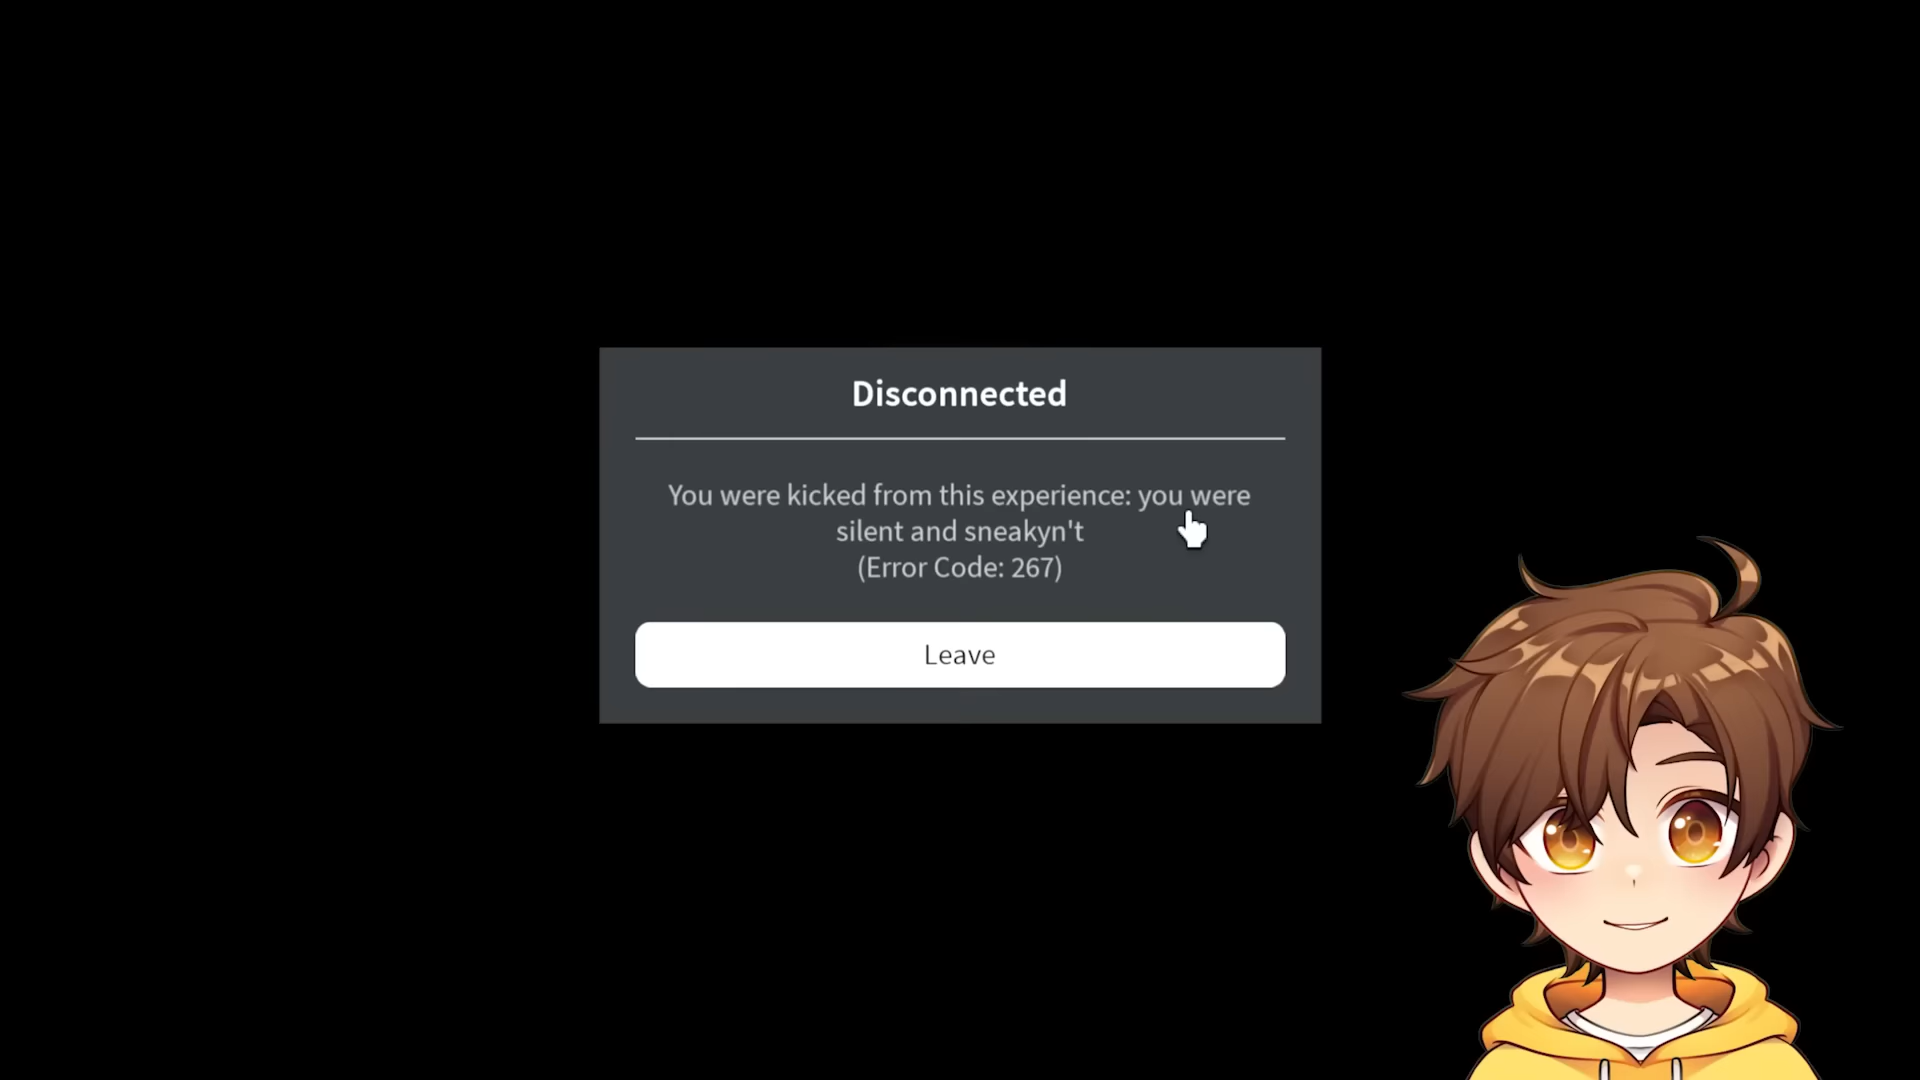 Disconnected
You were kicked from this experience: you were
silent and sneakyn't
(Error Code: 267)
Leave